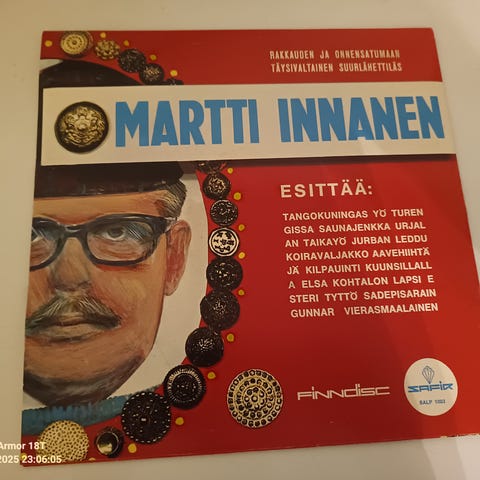 RAKKAUDEN JA ONNENSATUMAAN
TÄYSIVALTAINEN SUURLÄHETTILÄS
MARTTI INNANEN
ESITTÄÄ:
TANGOKUNINGAS YÖ TUREN
GISSA SAUNAJENKKA URJAL
AN TAIKAYÖ JURBAN LEDDU
KOIRAVALJAKKO AAVEHIIHTÄ
JÄ KILPAUINTI KUUNSILLALL
A ELSA KOHTALON LAPSI E
STERI TYTTÖ SADEPISARAIN
GUNNAR VIERASMAALAINEN
FINNDISC
SAFIR
SALP 1003
Armor 18T
2025 23:06:05